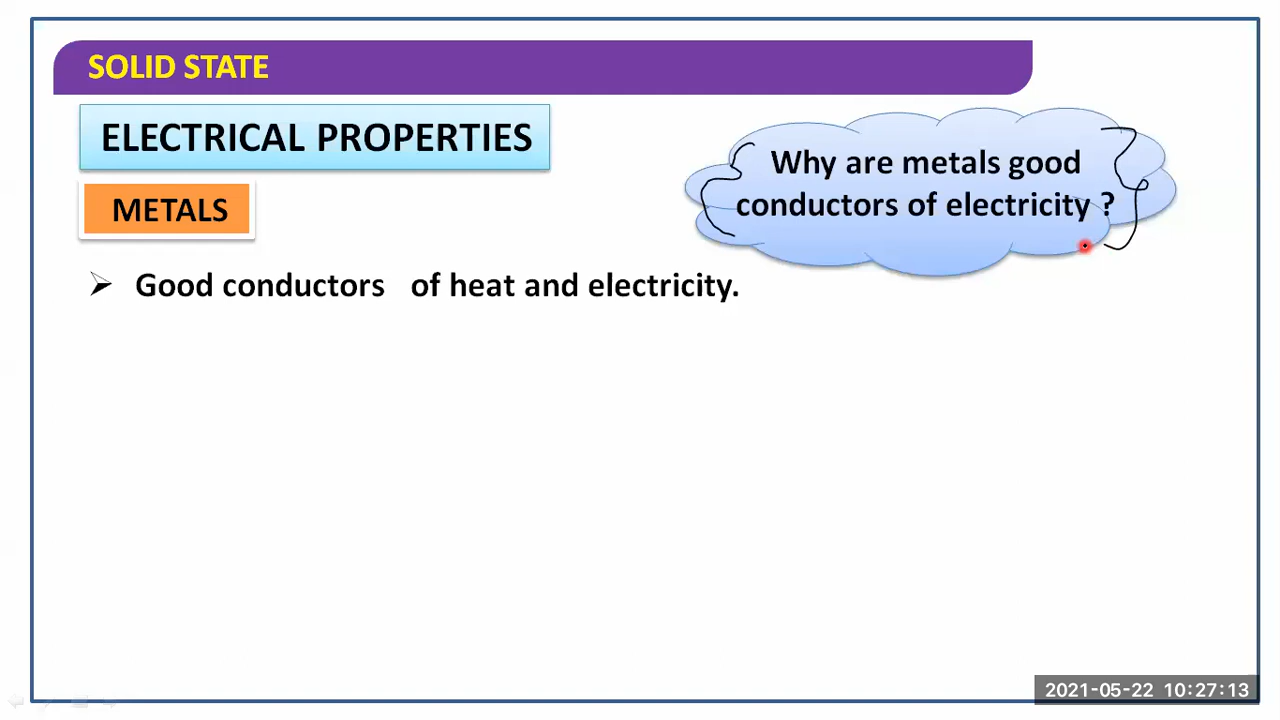 SOLID STATE
ELECTRICAL PROPERTIES
Why are metals good
conductors of electricity ?
METALS
Good conductors of heat and electricity.
2021-05-22 10:27:13